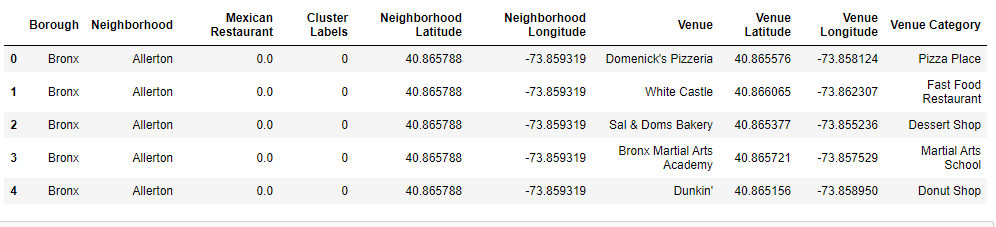 Borough Neighborhood Mexican Restaurant Cluster Labels Neighborhood Latitude Neighborhood Longitude Venue Venue Latitude Venue Longitude Venue Category
0 Bronx Allerton 0.0 0 40.865788 -73.859319 Domenick's Pizzeria 40.865576 -73.858124 Pizza Place
1 Bronx Allerton 0.0 0 40.865788 -73.859319 White Castle 40.866065 -73.862307 Fast Food Restaurant
2 Bronx Allerton 0.0 0 40.865788 -73.859319 Sal & Doms Bakery 40.865377 -73.855236 Dessert Shop
3 Bronx Allerton 0.0 0 40.865788 -73.859319 Bronx Martial Arts Academy 40.865721 -73.857529 Martial Arts School
4 Bronx Allerton 0.0 0 40.865788 -73.859319 Dunkin' 40.865156 -73.858950 Donut Shop